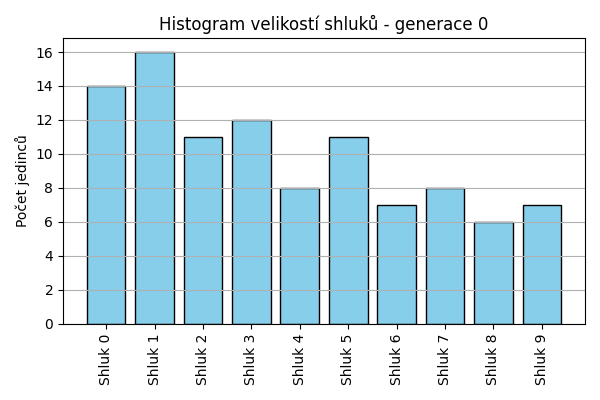 Histogram velikostí shluků - generace 0
Počet jedinců
16
14
12
10
8
6
4
2
0
Shluk 0
Shluk 1
Shluk 2
Shluk 3
Shluk 4
Shluk 5
Shluk 6
Shluk 7
Shluk 8
Shluk 9